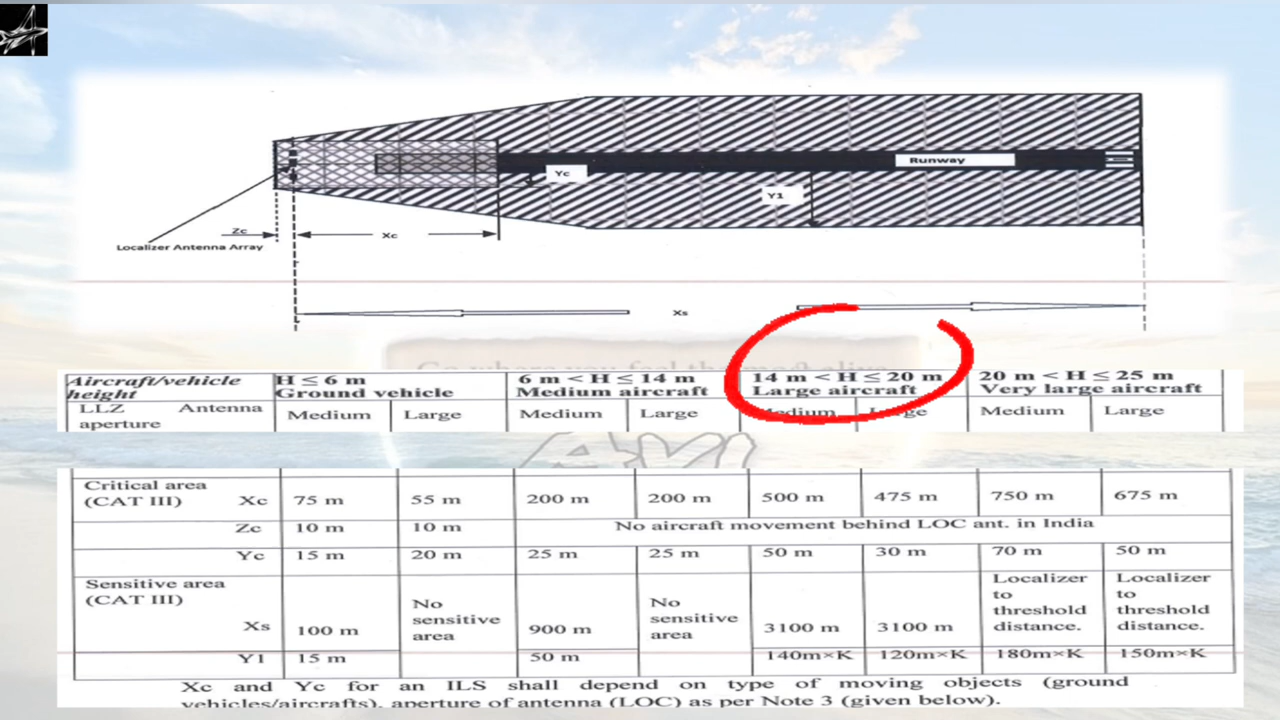 Runway
Yc
Y1
Zc
Xc
Localizer Antenna Array
Xs
Aircraft/vehicle height H ≤ 6 m Ground vehicle 6 m < H ≤ 14 m Medium aircraft 14 m < H ≤ 20 m Large aircraft 20 m < H ≤ 25 m Very large aircraft
LLZ Antenna aperture Medium Large Medium Large Medium Large Medium Large
Critical area
(CAT III) Xc 75 m 55 m 200 m 200 m 500 m 475 m 750 m 675 m
Zc 10 m 10 m No aircraft movement behind LOC ant. in India
Yc 15 m 20 m 25 m 25 m 50 m 30 m 70 m 50 m
Sensitive area
(CAT III)
Xs 100 m No sensitive area 900 m No sensitive area 3100 m 3100 m Localizer to threshold distance. Localizer to threshold distance.
Y1 15 m 50 m 140m×K 120m×K 180m×K 150m×K
Xc and Yc for an ILS shall depend on type of moving objects (ground
vehicles/aircrafts), aperture of antenna (LOC) as per Note 3 (given below).